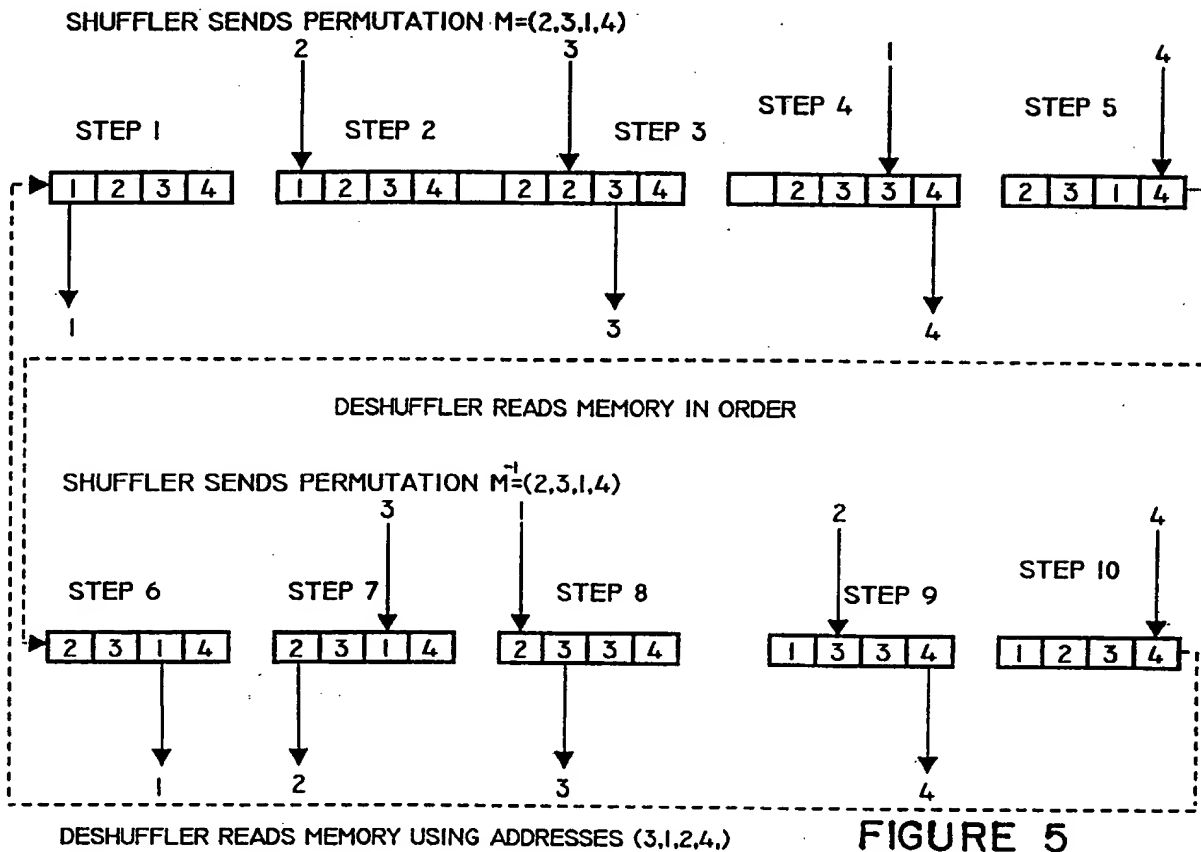 SHUFFLER SENDS PERMUTATION M=(2,3,1,4)
2 3 1 4
STEP 1 STEP 2 STEP 3 STEP 4 STEP 5
1 2 3 4 1 2 3 4 2 2 3 4 2 3 3 4 2 3 1 4
1 3 4
DESHUFFLER READS MEMORY IN ORDER
SHUFFLER SENDS PERMUTATION M⁻¹=(2,3,1,4)
3 1 2 4
STEP 6 STEP 7 STEP 8 STEP 9 STEP 10
2 3 1 4 2 3 1 4 2 3 3 4 1 3 3 4 1 2 3 4
1 2 3 4
DESHUFFLER READS MEMORY USING ADDRESSES (3,1,2,4,)
FIGURE 5